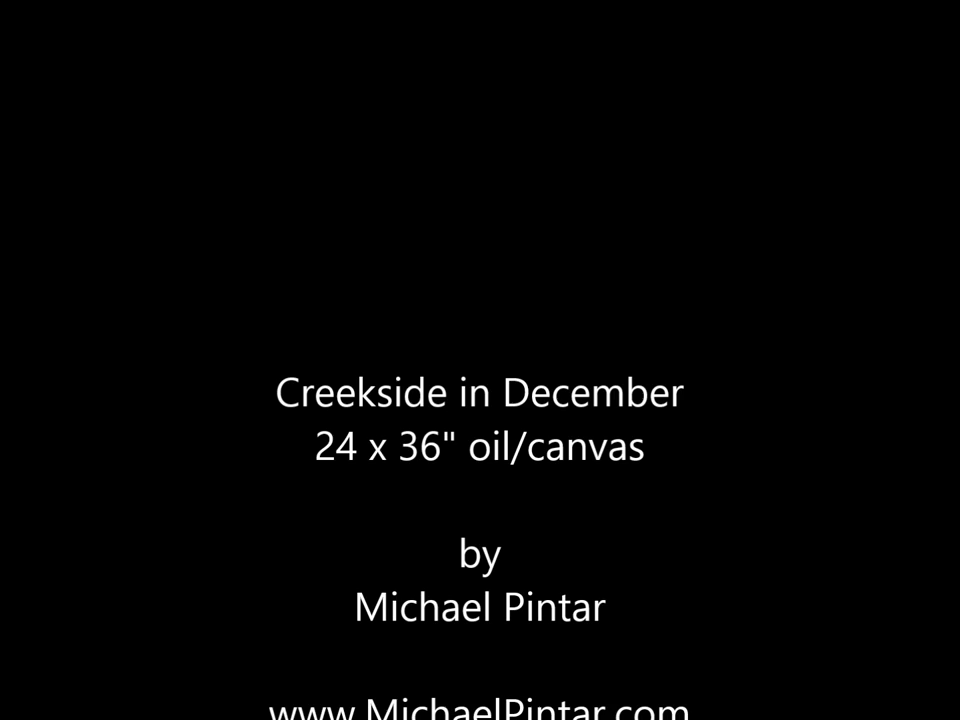 Creekside in December
24 x 36" oil/canvas
by
Michael Pintar
www.MichaelPintar.com